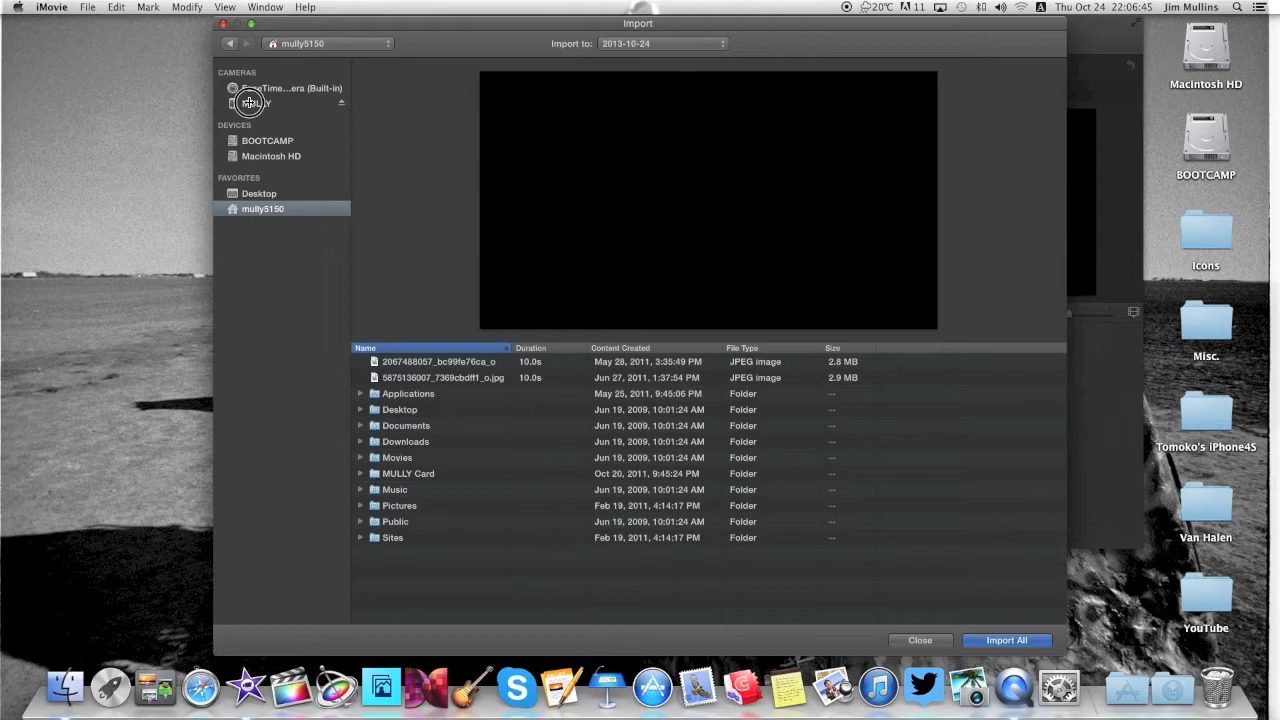 iMovie File Edit Mark Modify View Window Help 20°C 11 A Thu Oct 24 22:06:45 Jim Mullins
Import
mully5150 Import to: 2013-10-24
CAMERAS
FaceTime...era (Built-in)
MULLY
DEVICES
BOOTCAMP
Macintosh HD
FAVORITES
Desktop
mully5150
Name Duration Content Created File Type Size
2067488057_bc99fe76ca_o 10.0s May 28, 2011, 3:35:49 PM JPEG image 2.8 MB
5875136007_7369cbdff1_o.jpg 10.0s Jun 27, 2011, 1:37:54 PM JPEG image 2.9 MB
Applications May 25, 2011, 9:45:06 PM Folder --
Desktop Jun 19, 2009, 10:01:24 AM Folder --
Documents Jun 19, 2009, 10:01:24 AM Folder --
Downloads Jun 19, 2009, 10:01:24 AM Folder --
Movies Jun 19, 2009, 10:01:24 AM Folder --
MULLY Card Oct 20, 2011, 9:45:24 PM Folder --
Music Jun 19, 2009, 10:01:24 AM Folder --
Pictures Feb 19, 2011, 4:14:17 PM Folder --
Public Jun 19, 2009, 10:01:24 AM Folder --
Sites Feb 19, 2011, 4:14:17 PM Folder --
Close Import All
Macintosh HD
BOOTCAMP
Icons
Misc.
Tomoko's iPhone4S
Van Halen
YouTube